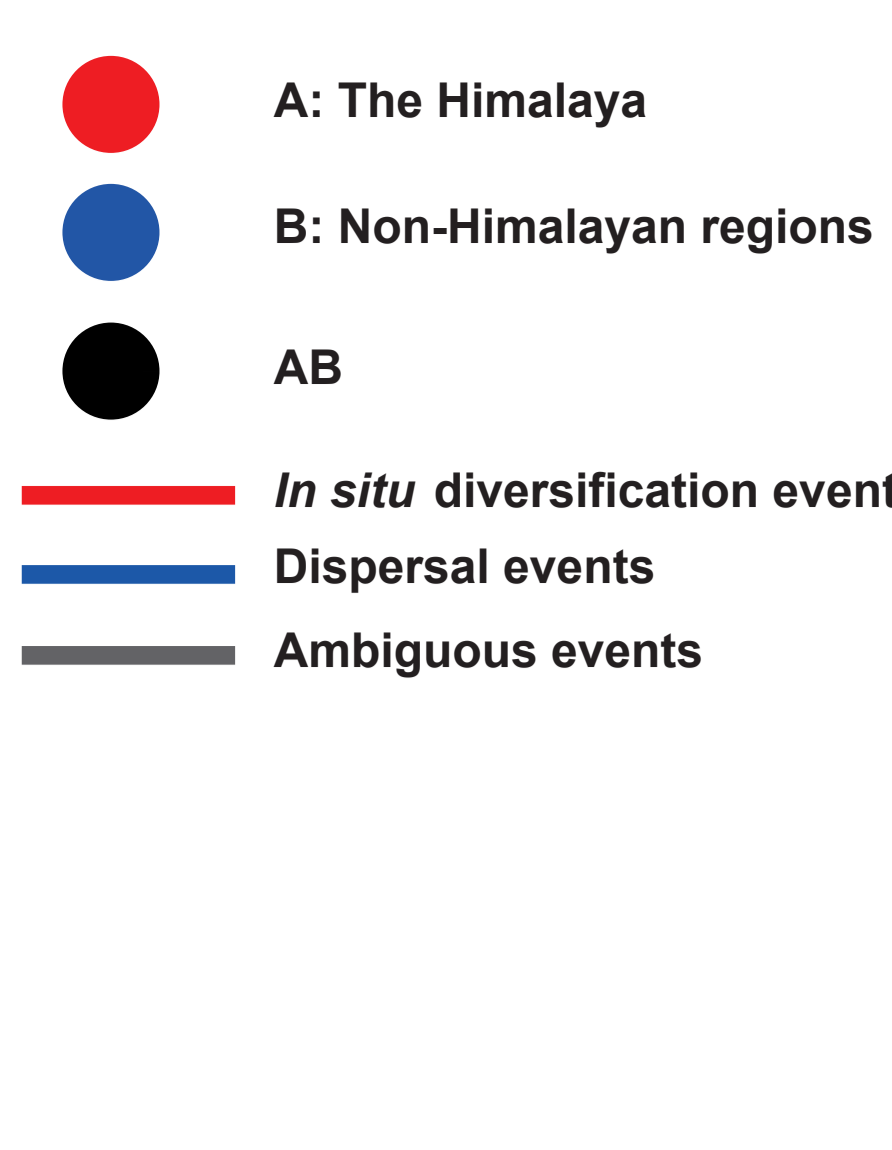 A: The Himalaya
B: Non-Himalayan regions
AB
In situ diversification event
Dispersal events
Ambiguous events